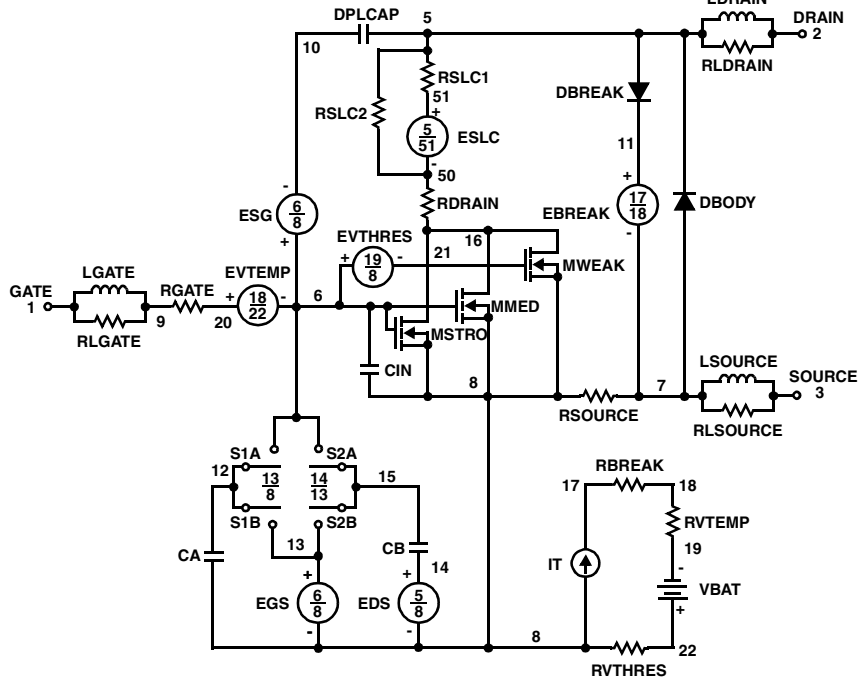 LDRAIN
DPLCAP 5 DRAIN
10 2
RLDRAIN
RSLC1
DBREAK
51
RSLC2
+
5
51
ESLC
11
-
50
-
+
RDRAIN
DBODY
6
8
ESG
17
18
EBREAK
EVTHRES
16
+
-
+ 19
8 - 21
MWEAK
LGATE EVTEMP
GATE RGATE + 18
22 - 6
MMED
1
9 20
MSTRO
RLGATE
LSOURCE
CIN SOURCE
8 7
3
RSOURCE
RLSOURCE
S1A S2A
12 13
8 14
13 15
17 RBREAK 18
S1B S2B
RVTEMP
13 CB
19
CA
IT
14
-
+ +
VBAT
EGS 6
8 EDS 5
8
+
- -
8
22
RVTHRES